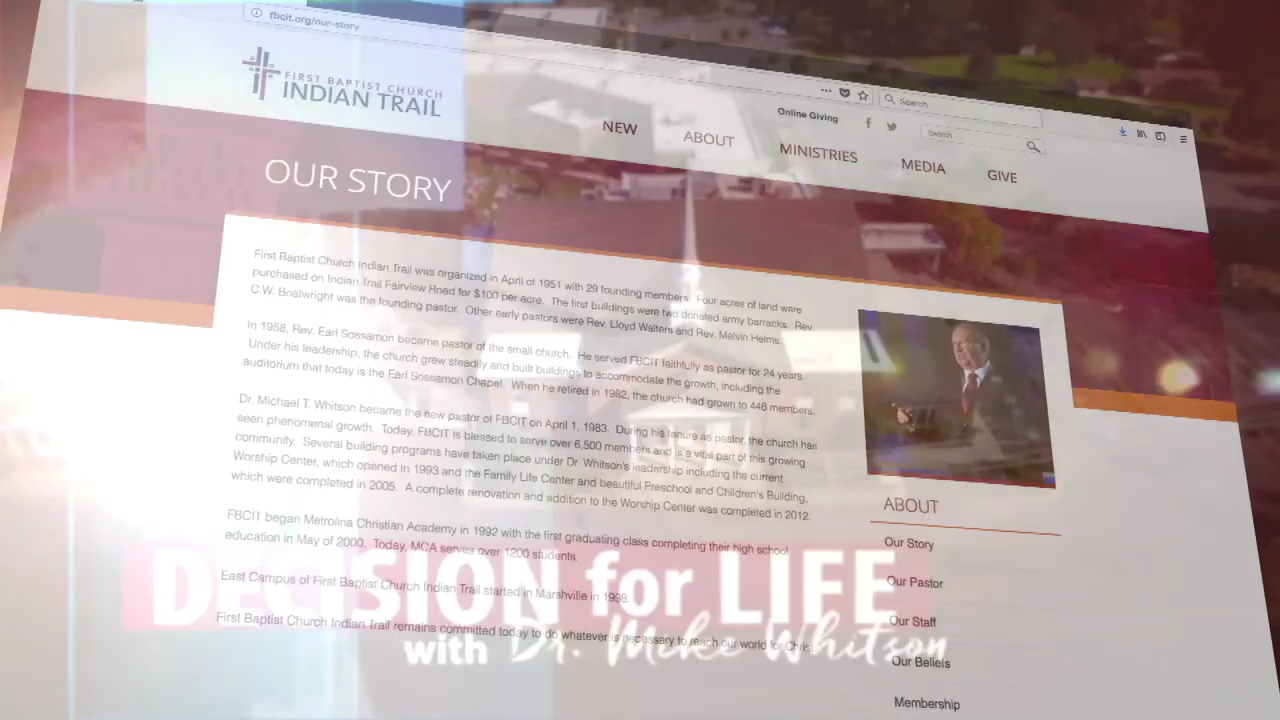 fbcit.org/our-story
Search
FIRST BAPTIST CHURCH
INDIAN TRAIL
Online Giving
Search
NEW
ABOUT
MINISTRIES
MEDIA
GIVE
OUR STORY
First Baptist Church Indian Trail was organized in April of 1951 with 29 founding members. Four acres of land were
purchased on Indian Trail Fairview Road for $100 per acre. The first buildings were two donated army barracks. Rev.
C.W. Boatwright was the founding pastor. Other early pastors were Rev. Lloyd Walters and Rev. Melvin Helms.
In 1958, Rev. Earl Sossamon became pastor of the small church. He served FBCIT faithfully as pastor for 24 years.
Under his leadership, the church grew steadily and built buildings to accommodate the growth, including the
auditorium that today is the Earl Sossamon Chapel. When he retired in 1982, the church had grown to 446 members.
Dr. Michael T. Whitson became the new pastor of FBCIT on April 1, 1983. During his tenure as pastor, the church has
seen phenomenal growth. Today, FBCIT is blessed to serve over 6,500 members and is a vital part of this growing
community. Several building programs have taken place under Dr. Whitson's leadership including the current
Worship Center, which opened in 1993 and the Family Life Center and beautiful Preschool and Children's Building,
which were completed in 2005. A complete renovation and addition to the Worship Center was completed in 2012.
FBCIT began Metrolina Christian Academy in 1992 with the first graduating class completing their high school
education in May of 2000. Today, MCA serves over 1200 students.
East Campus of First Baptist Church Indian Trail started in Marshville in 1998.
First Baptist Church Indian Trail remains committed today to do whatever is necessary to reach our world for Christ.
ABOUT
Our Story
Our Pastor
Our Staff
Our Beliefs
Membership
DECISION for LIFE
with Dr. Mike Whitson